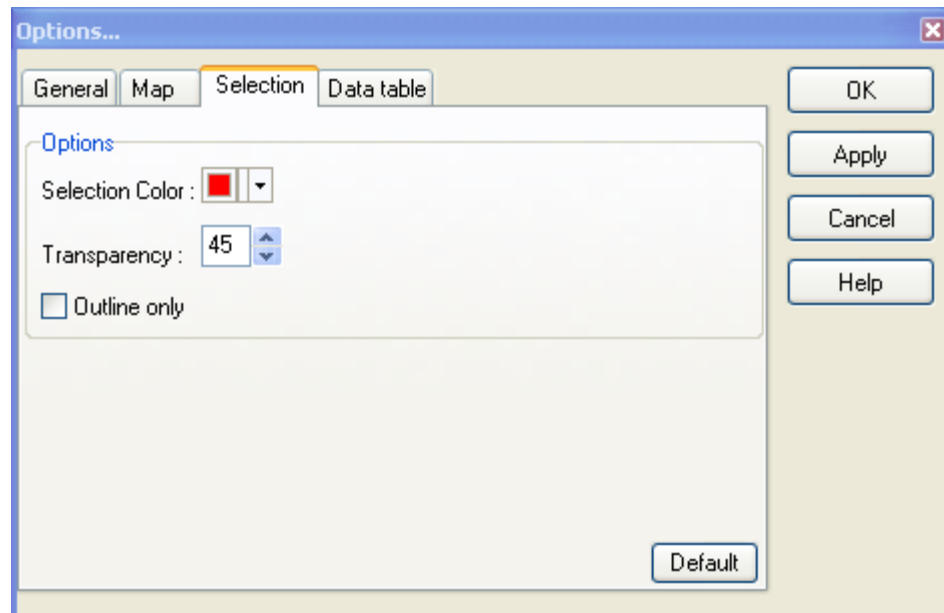 Options...
General Map Selection Data table
OK
Options
Apply
Selection Color :
Cancel
Transparency : 45
Help
Outline only
Default